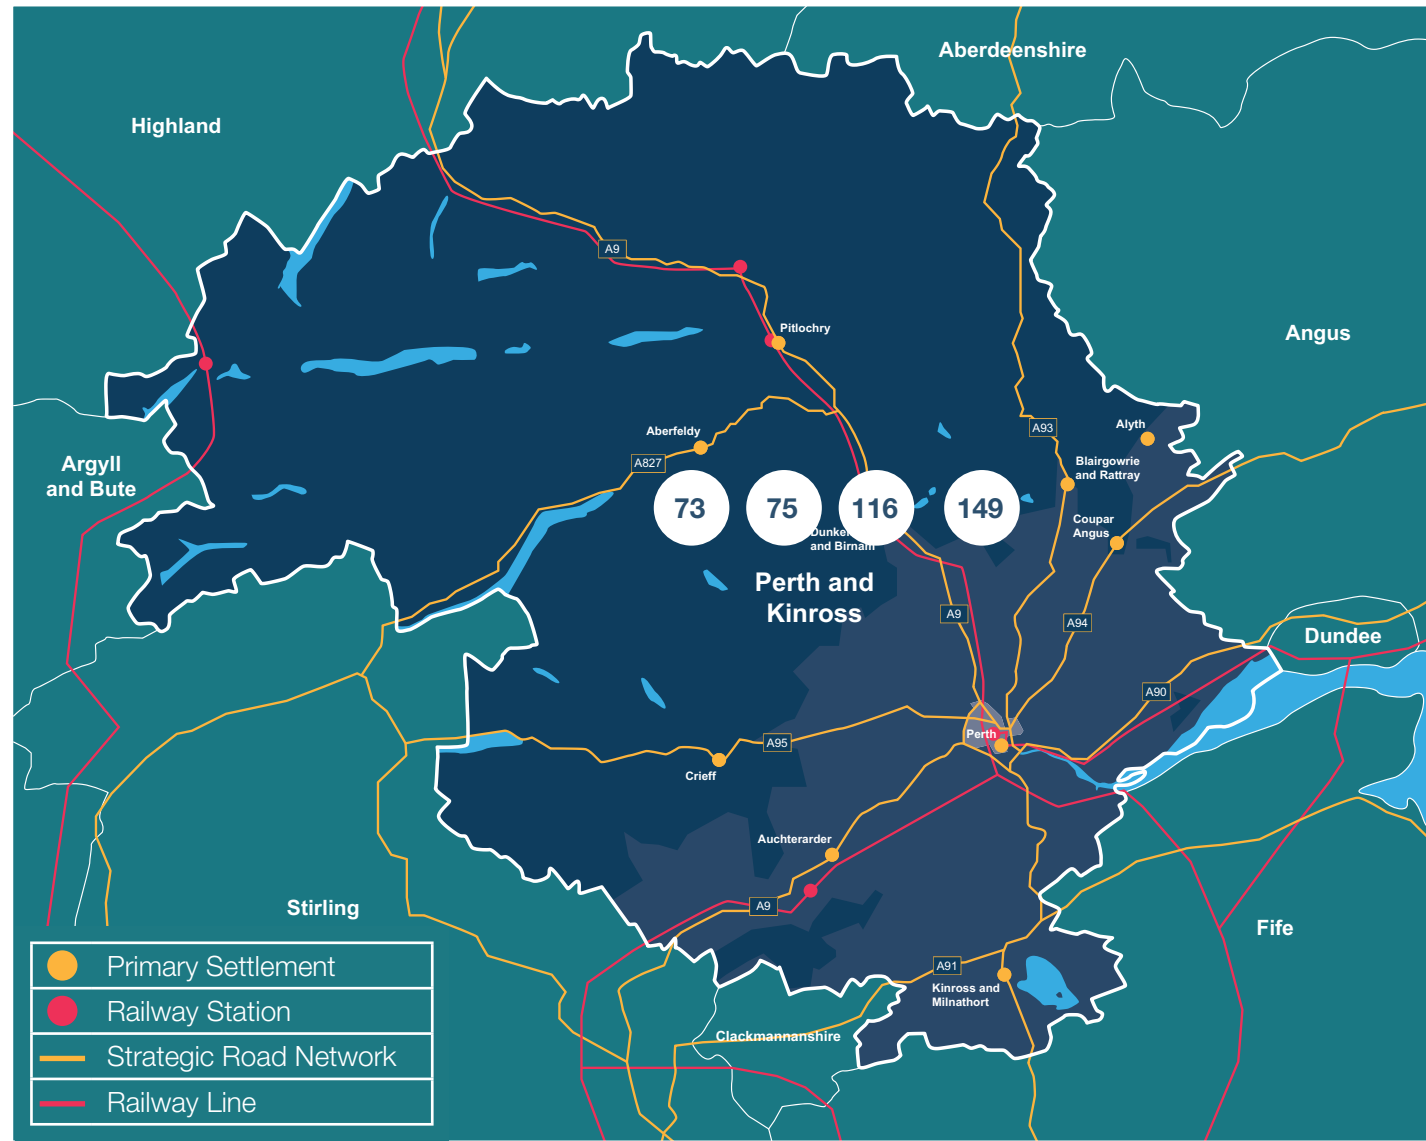 Aberdeenshire
Highland
A9
Pitlochry
Angus
A93
Alyth
Aberfeldy
A827
Argyll
and Bute
Blairgowrie
and Rattray
73
75
116
149
Coupar
Angus
and Birnam
Perth and
Kinross
A9
A94
Dundee
A90
Perth
A95
Crieff
Auchterarder
A9
Stirling
Fife
A91
Kinross and
Milnathort
Clackmannanshire
Primary Settlement
Railway Station
Strategic Road Network
Railway Line